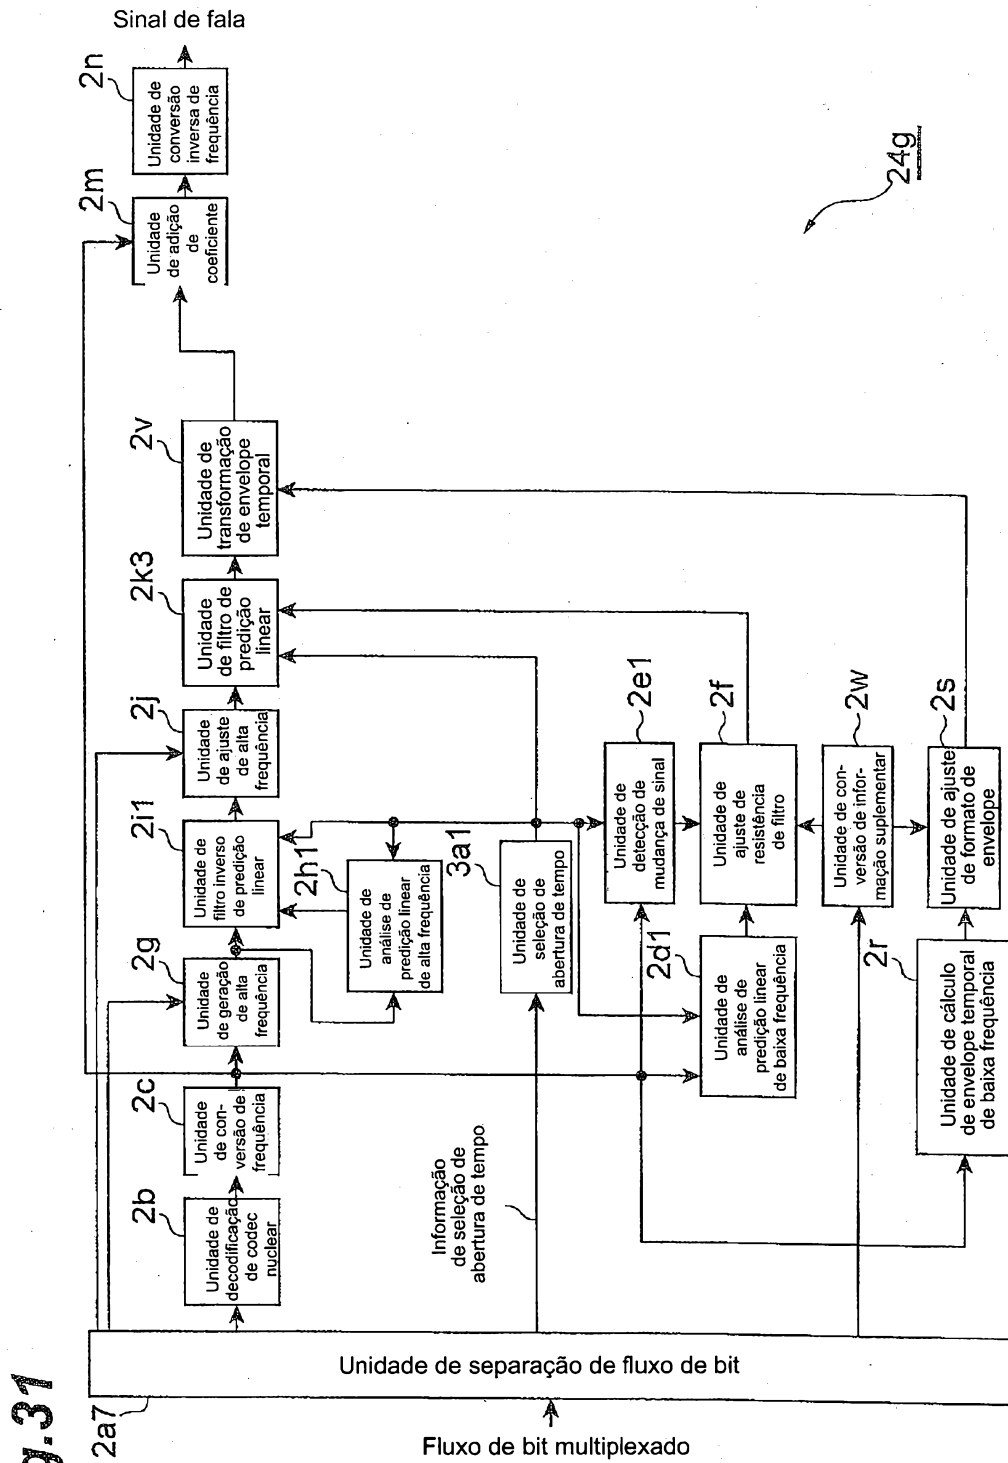 Sinal de fala
2n
Unidade de
conversão
inversa de
frequência
2m
Unidade
de adição
de
coeficiente
24g
2v
Unidade de
transformação
de envelope
temporal
2k3
Unidade
de filtro de
predição
linear
2j
Unidade
de ajuste
de alta
frequência
2i1
Unidade de
filtro inverso
de predição
linear
2h1
Unidade de
análise de
predição linear
de alta frequência
2g
Unidade
de geração
de alta
frequência
2c
Unidade
de con-
versão de
frequência
2b
Unidade de
decodificação
de codec
nuclear
3a1
Unidade de
seleção de
abertura de tempo
2e1
Unidade de
detecção de
mudança de sinal
2f
Unidade de
ajuste de
resistência
de filtro
2w
Unidade de con-
versão de infor-
mação suplementar
2s
Unidade de ajuste
de formato de
envelope
2d1
Unidade de
análise de
predição linear
de baixa frequência
2r
Unidade de cálculo
de envelope temporal
de baixa frequência
Informação
de seleção de
abertura de tempo
Unidade de separação de fluxo de bit
2a7
g.31
Fluxo de bit multiplexado